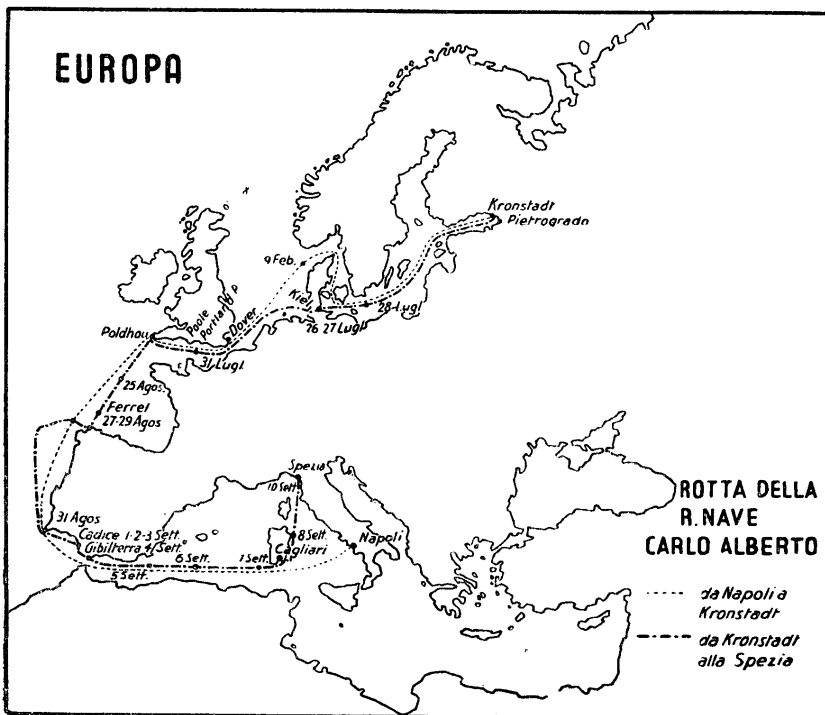 EUROPA
Kronstadt
Pietrogrado
9 Feb.
Kiel
26 27 Lugl.
28 Lugl.
Dover
Poole
Portland
Poldhou
31 Lugl.
25 Agos.
Ferrel
27-29 Agos
31 Agos
Cadice 1-2-3 Sett.
Gibilterra 4 Sett.
5 Sett.
6 Sett.
7 Sett.
Cagliari
8 Sett.
10 Sett.
Spezia
Napoli
ROTTA DELLA
R. NAVE
CARLO ALBERTO
da Napoli a
Kronstadt
da Kronstadt
alla Spezia